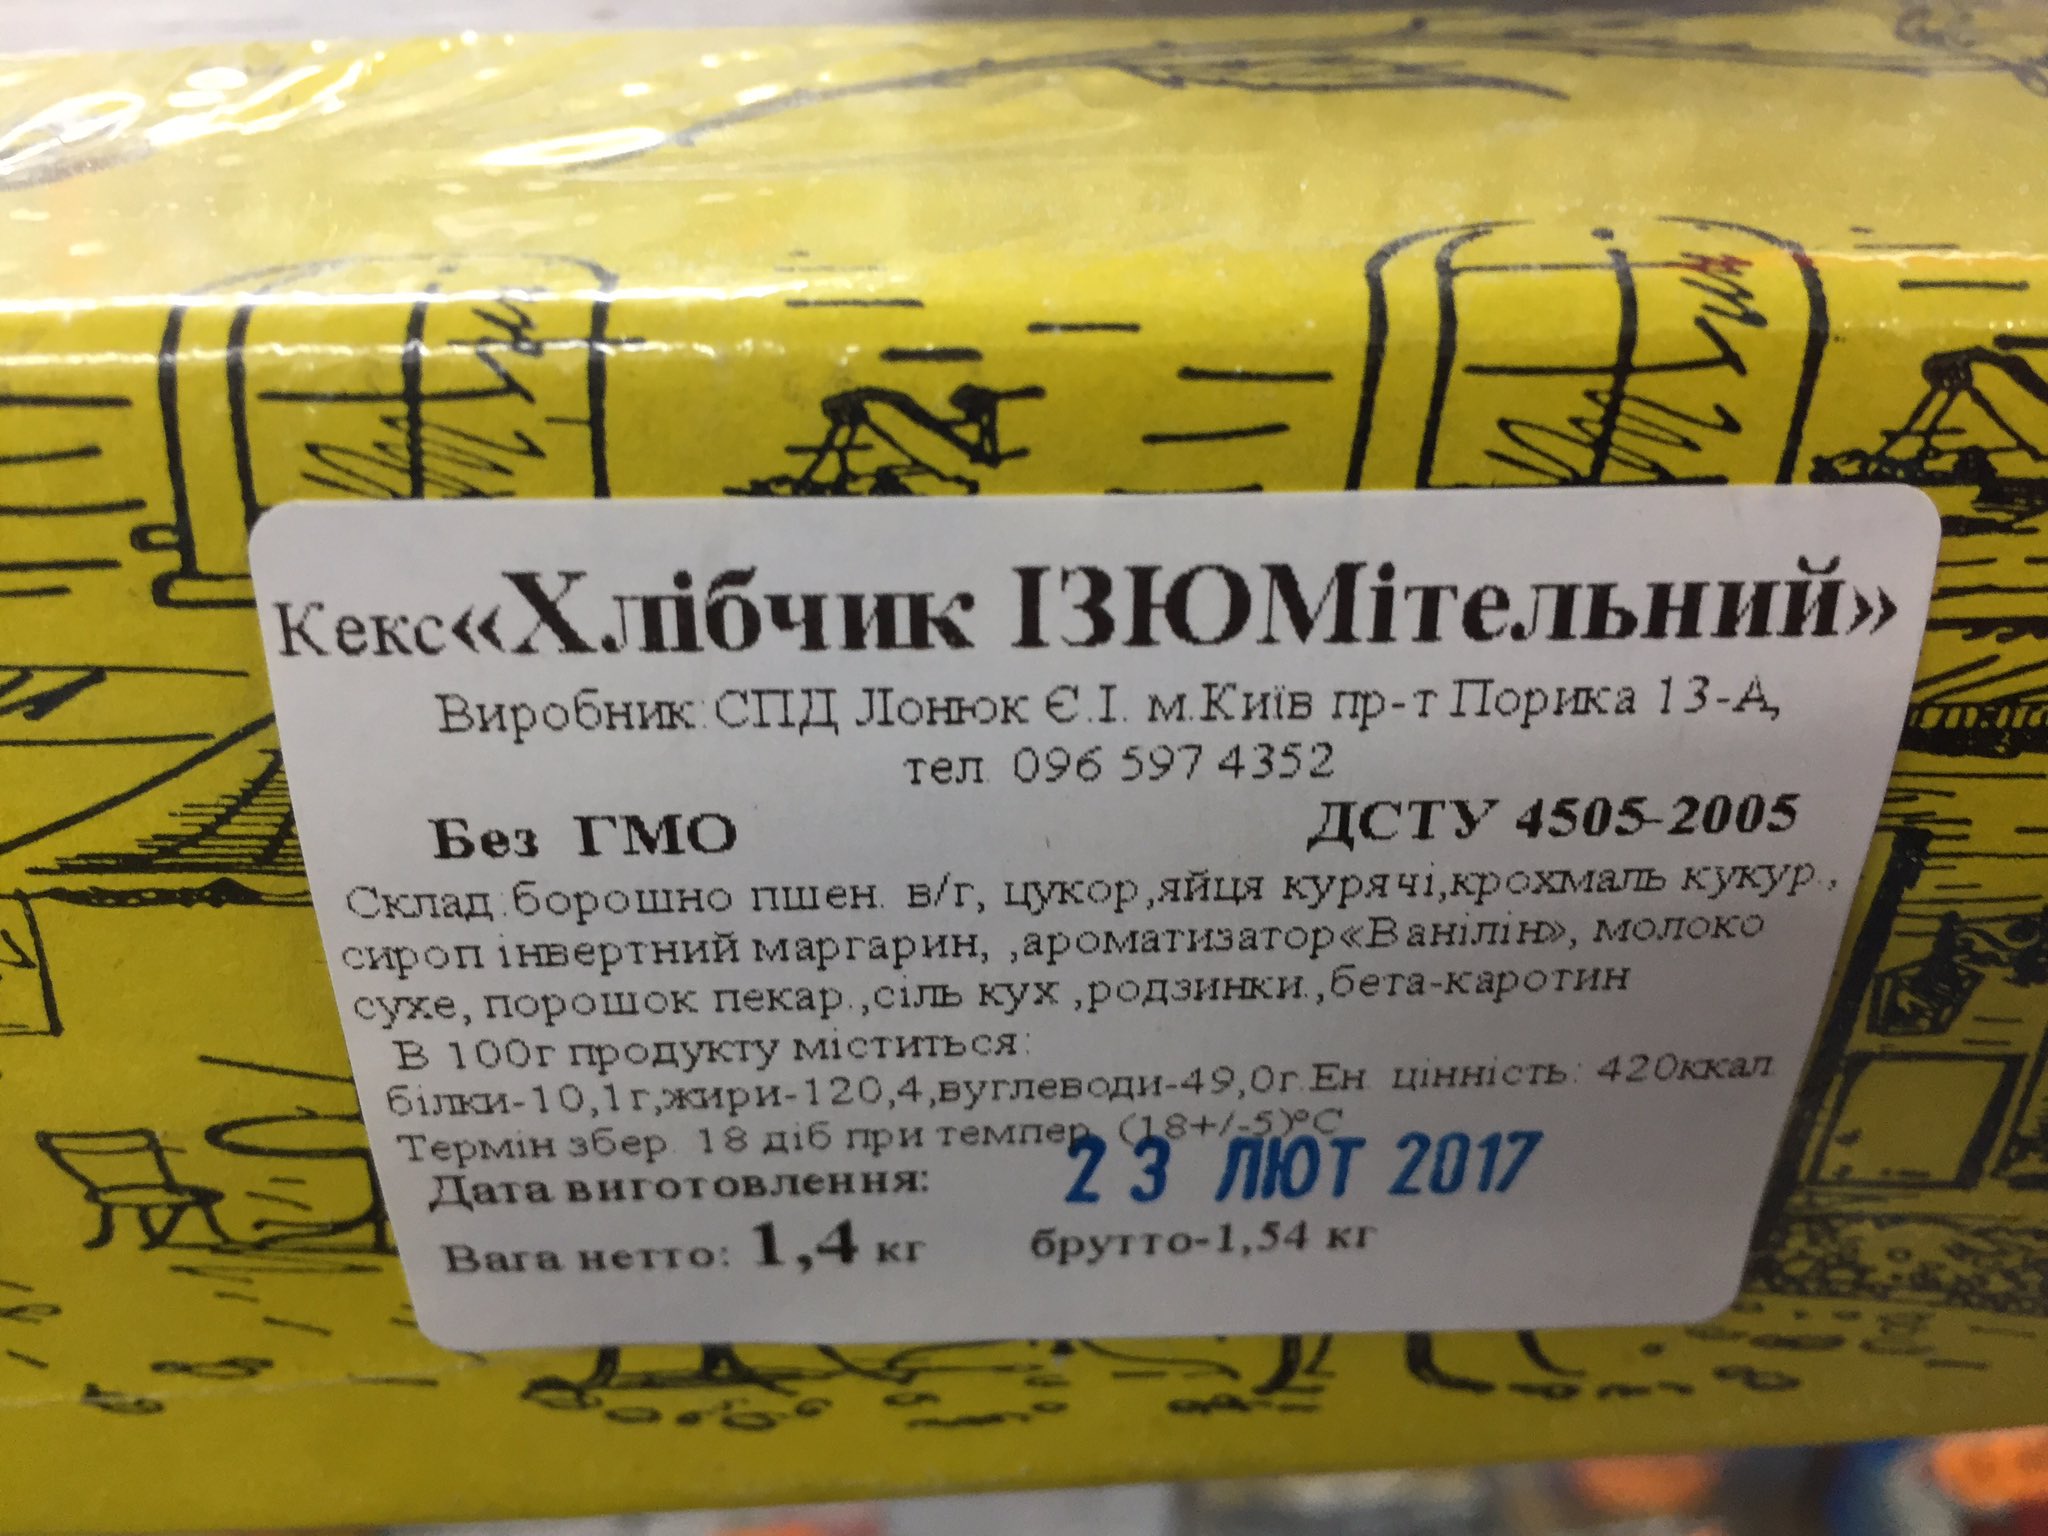 Кекс«Хлібчик ІЗЮМітельний»
Виробник:СПД Лонюк Є.І. м.Київ пр-т Порика 13-А,
тел. 096 597 4352
Без ГМО ДСТУ 4505-2005
Склад:борошно пшен. в/г, цукор,яйця курячі,крохмаль кукур.,
сироп інвертний маргарин, ,ароматизатор«Ванілін», молоко
сухе, порошок пекар.,сіль кух ,родзинки.,бета-каротин
В 100г продукту міститься:
білки-10,1г,жири-120,4,вуглеводи-49,0г.Ен. цінність: 420ккал
Термін збер. 18 діб при темпер. (18+/-5)°С
Дата виготовлення: 23 ЛЮТ 2017
Вага нетто: 1,4 кг брутто-1,54 кг